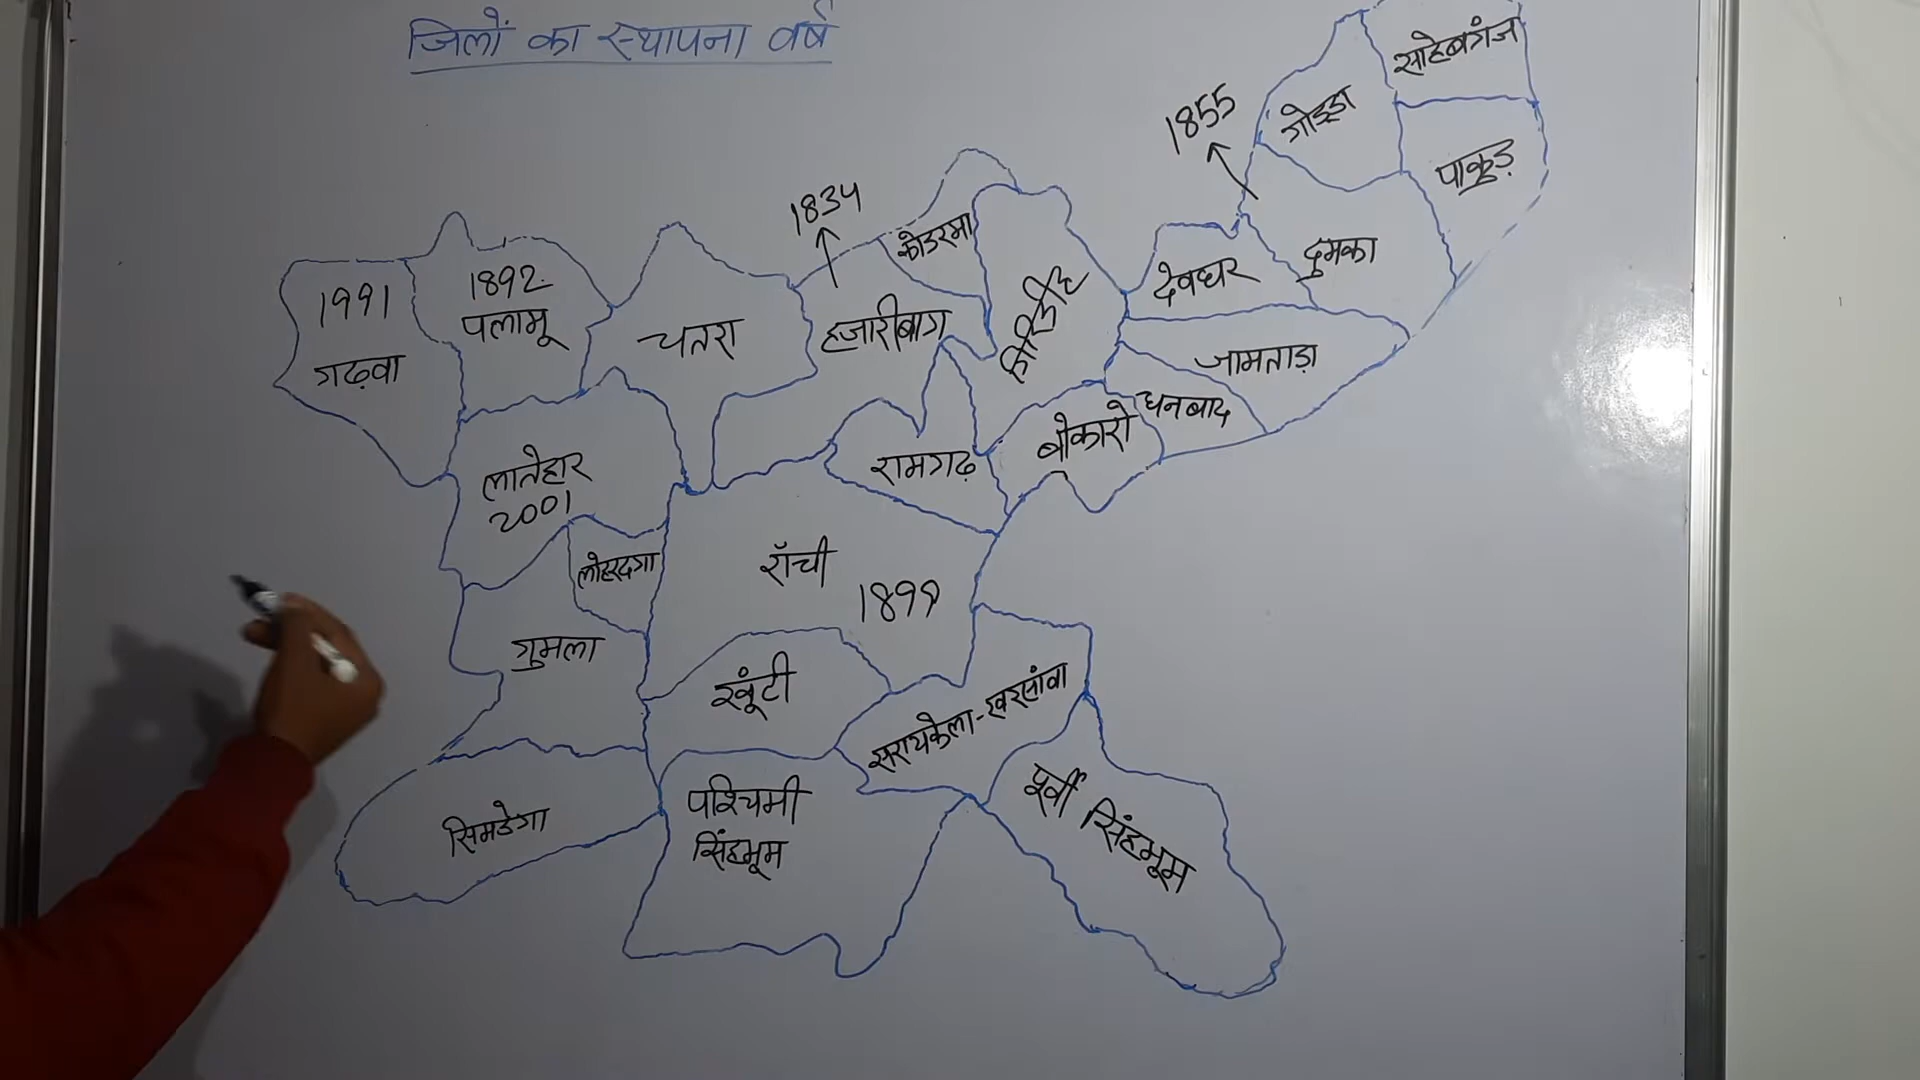 जिलों का स्थापना वर्ष
साहेबगंज
1855
गोड्डा
पाकुड़
1834
कोडरमा
दुमका
1991
1892
देवघर
गढ़वा
पलामू
चतरा
हजारीबाग
गिरिडीह
जामताड़ा
धनबाद
बोकारो
लातेहार
2001
रामगढ़
लोहरदगा
राँची
1899
गुमला
खूंटी
सरायकेला-खरसांवा
सिमडेगा
पश्चिमी
सिंहभूम
पूर्वी सिंहभूम